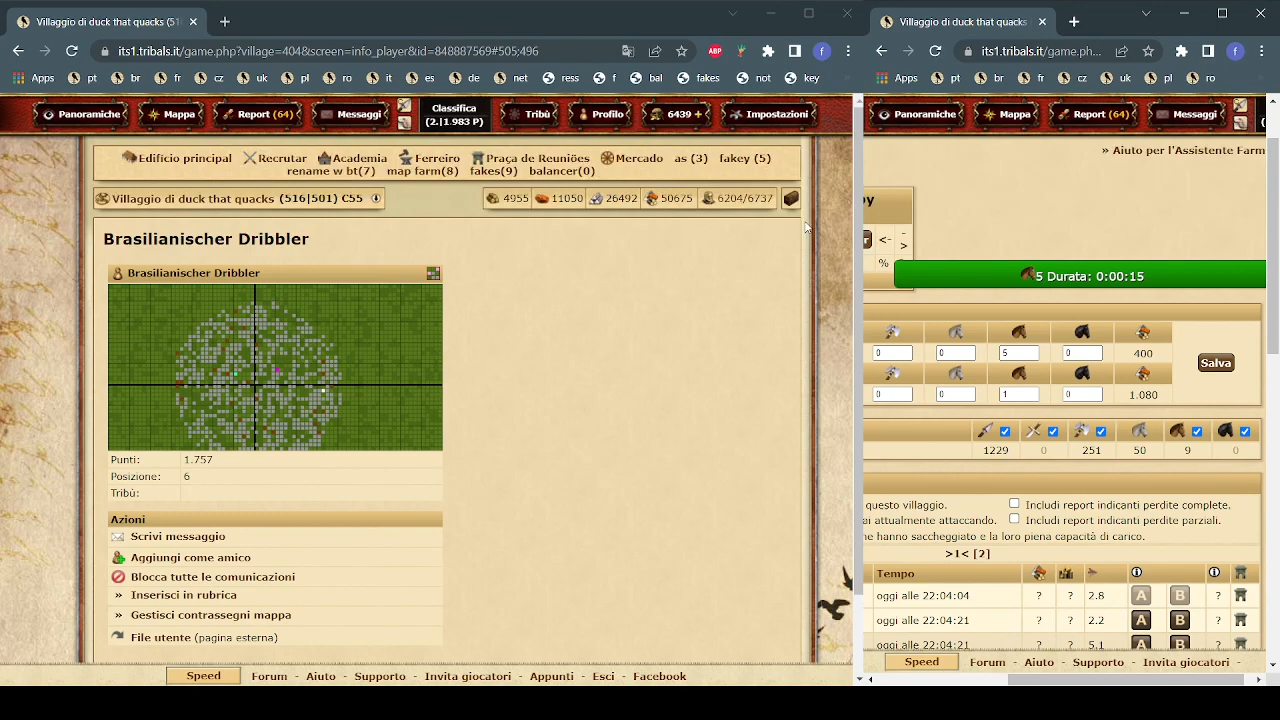 Villaggio di duck that quacks (51
its1.tribals.it/game.php?village=404&screen=info_player&id=848887569#505;496
ABP
f
Apps pt br fr cz uk pl ro it es de net ress f bal fakes not key
Panoramiche Mappa Report (64) Messaggi Classifica (2.|1.983 P) Tribù Profilo 6439 + Impostazioni
Edificio principal Recrutar Academia Ferreiro Praça de Reuniões Mercado as (3) fakey (5)
rename w bt(7) map farm(8) fakes(9) balancer(0)
Villaggio di duck that quacks (516|501) C55 4955 11050 26492 50675 6204/6737
Brasilianischer Dribbler
Brasilianischer Dribbler
Punti: 1.757
Posizione: 6
Tribù:
Azioni
Scrivi messaggio
Aggiungi come amico
Blocca tutte le comunicazioni
» Inserisci in rubrica
» Gestisci contrassegni mappa
File utente (pagina esterna)
Speed Forum - Aiuto - Supporto - Invita giocatori - Appunti - Esci - Facebook
Villaggio di duck that quacks
its1.tribals.it/game.ph...
f
Apps pt br fr cz uk pl ro
Panoramiche Mappa Report (64) Messaggi
» Aiuto per l'Assistente Farm
by
<- ->
%
5 Durata: 0:00:15
0 0 5 0 400
Salva
0 0 1 0 1.080
1229 0 251 50 9 0
questo villaggio. Includi report indicanti perdite complete.
ai attualmente attaccando. Includi report indicanti perdite parziali.
he hanno saccheggiato e la loro piena capacità di carico.
>1< [2]
Tempo
oggi alle 22:04:04 ? ? 2.8 A B ?
oggi alle 22:04:21 ? ? 2.2 A B ?
oggi alle 22:04:21 ? ? 5.1 A B ?
Speed Forum - Aiuto - Supporto - Invita giocatori -